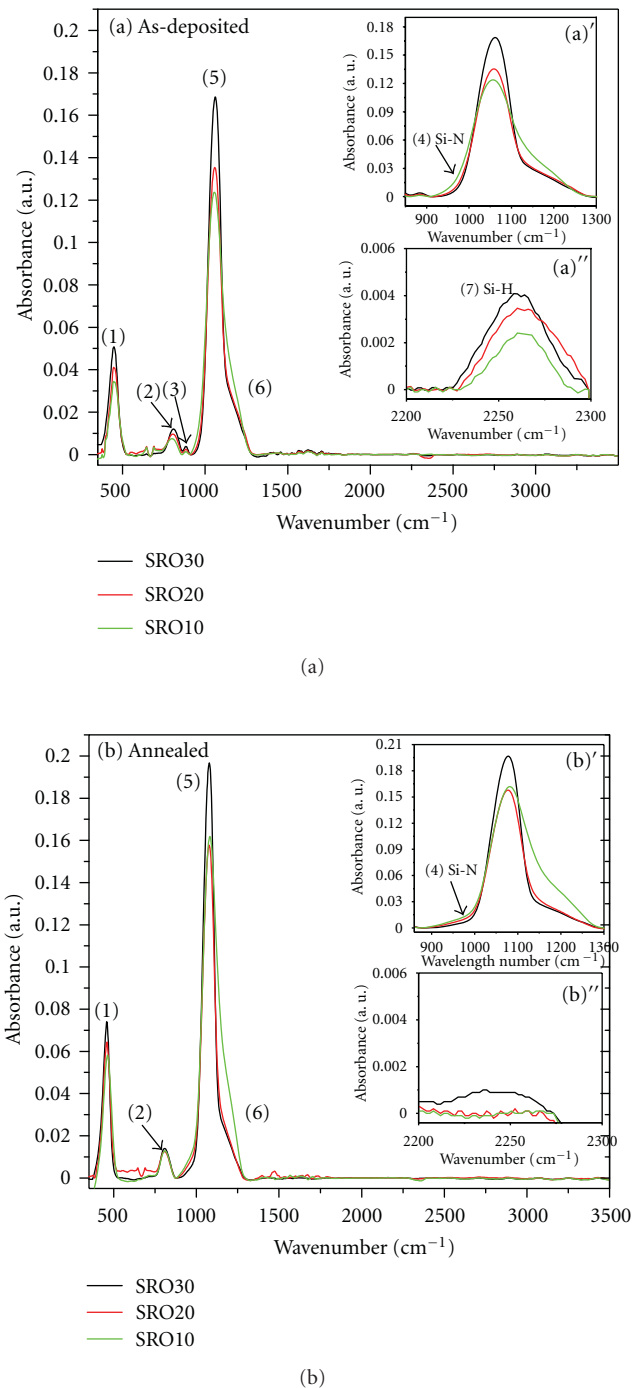 (a) As-deposited
Absorbance (a.u.)
0.2
0.18
0.16
0.14
0.12
0.1
0.08
0.06
0.04
0.02
0
(1)
(2)
(3)
(5)
(6)
500
1000
1500
2000
2500
3000
Wavenumber (cm−1)
(a)′
Absorbance (a. u.)
0.18
0.15
0.12
0.09
0.06
0.03
0
(4) Si-N
900
1000
1100
1200
1300
Wavenumber (cm−1)
(a)″
Absorbance (a. u.)
0.006
0.004
0.002
0
(7) Si-H
2200
2250
2300
Wavenumber (cm−1)
SRO30
SRO20
SRO10
(a)
(b) Annealed
Absorbance (a.u.)
0.2
0.18
0.16
0.14
0.12
0.1
0.08
0.06
0.04
0.02
0
(1)
(2)
(5)
(6)
500
1000
1500
2000
2500
3000
3500
Wavenumber (cm−1)
(b)′
Absorbance (a. u.)
0.21
0.18
0.15
0.12
0.09
0.06
0.03
0
(4) Si-N
900
1000
1100
1200
1300
Wavelength number (cm−1)
(b)″
Absorbance (a. u.)
0.006
0.004
0.002
0
2200
2250
2300
Wavenumber (cm−1)
SRO30
SRO20
SRO10
(b)